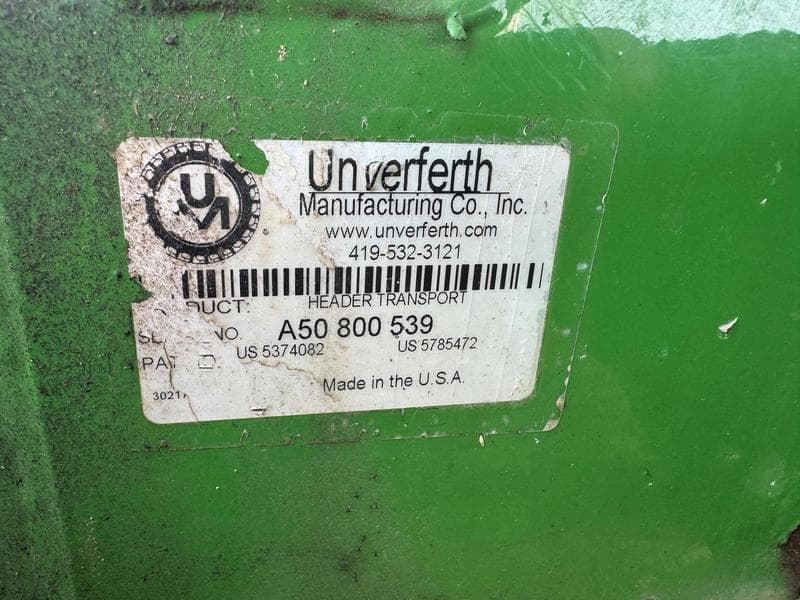 UM
Unverferth
Manufacturing Co., Inc.
www.unverferth.com
419-532-3121
HEADER TRANSPORT
A50 800 539
NO.
US 5374082 US 5785472
Made in the U.S.A.